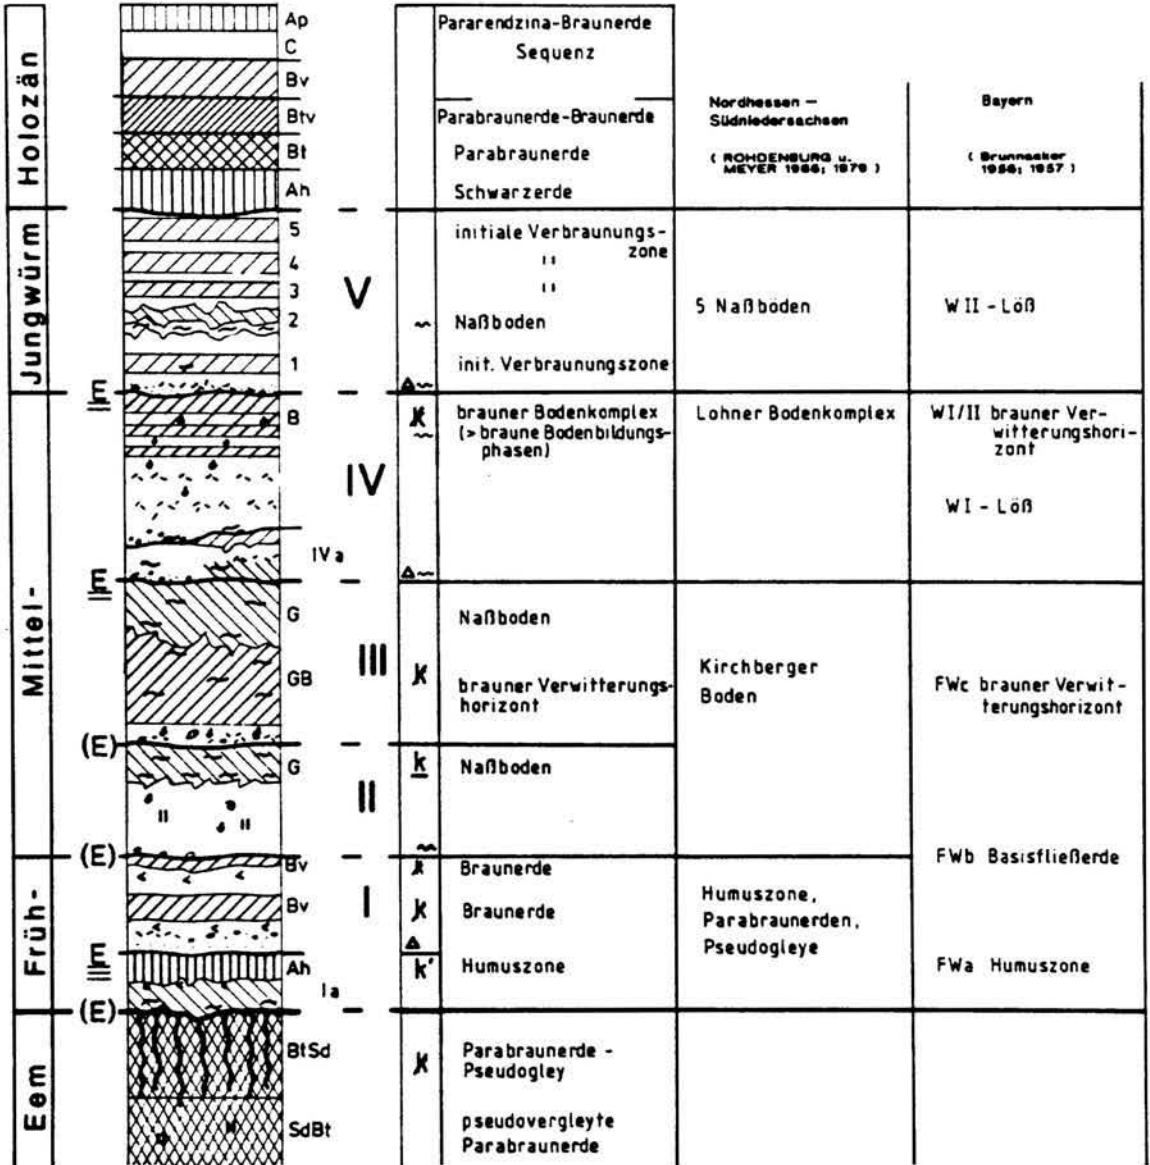 Holozän
Jungwürm
Mittel-
Früh-
Eem
E
E
(E)
(E)
E
(E)
Ap
C
Bv
Btv
Bt
Ah
5
4
3
2
1
B
IVa
G
GB
G
Bv
Bv
Ah
Ia
BtSd
SdBt
V
IV
III
II
I
k
k'
Pararendzina-Braunerde
Sequenz
Parabraunerde-Braunerde
Parabraunerde
Schwarzerde
initiale Verbraunungs-
zone
ıı
ıı
Naßboden
init. Verbraunungszone
brauner Bodenkomplex
(> braune Bodenbildungs-
phasen)
Naßboden
brauner Verwitterungs-
horizont
Naßboden
Braunerde
Braunerde
Humuszone
Parabraunerde -
Pseudogley
pseudovergleyte
Parabraunerde
Nordhessen —
Südniedersachsen
( ROHDENBURG u.
MEYER 1966; 1979 )
5 Naßböden
Lohner Bodenkomplex
Kirchberger
Boden
Humuszone,
Parabraunerden,
Pseudogleye
Bayern
( Brunnacker
1956; 1957 )
WII - Löß
WI/II brauner Ver-
witterungshori-
zont
WI - Löß
FWc brauner Verwit-
terungshorizont
FWb Basisfließerde
FWa Humuszone